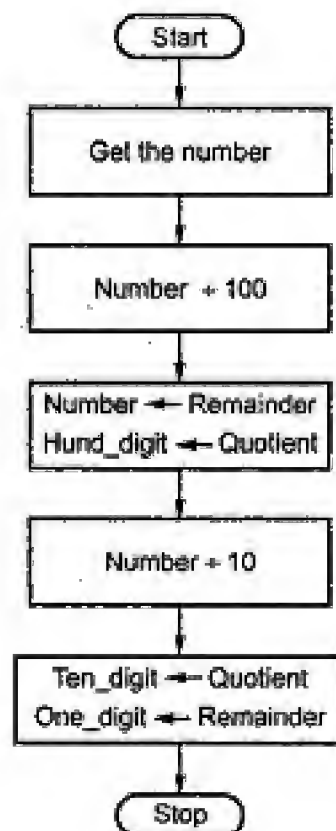 Start
Get the number
Number ÷ 100
Number ← Remainder
Hund_digit ← Quotient
Number ÷ 10
Ten_digit ← Quotient
One_digit ← Remainder
Stop